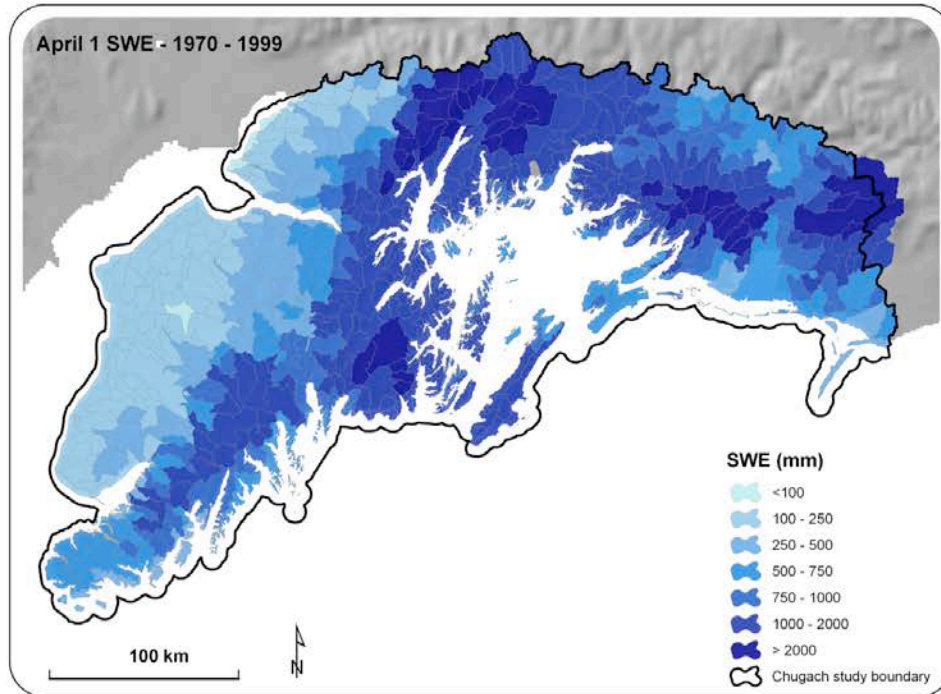 April 1 SWE - 1970 - 1999
SWE (mm)
<100
100 - 250
250 - 500
500 - 750
750 - 1000
1000 - 2000
> 2000
Chugach study boundary
100 km
N